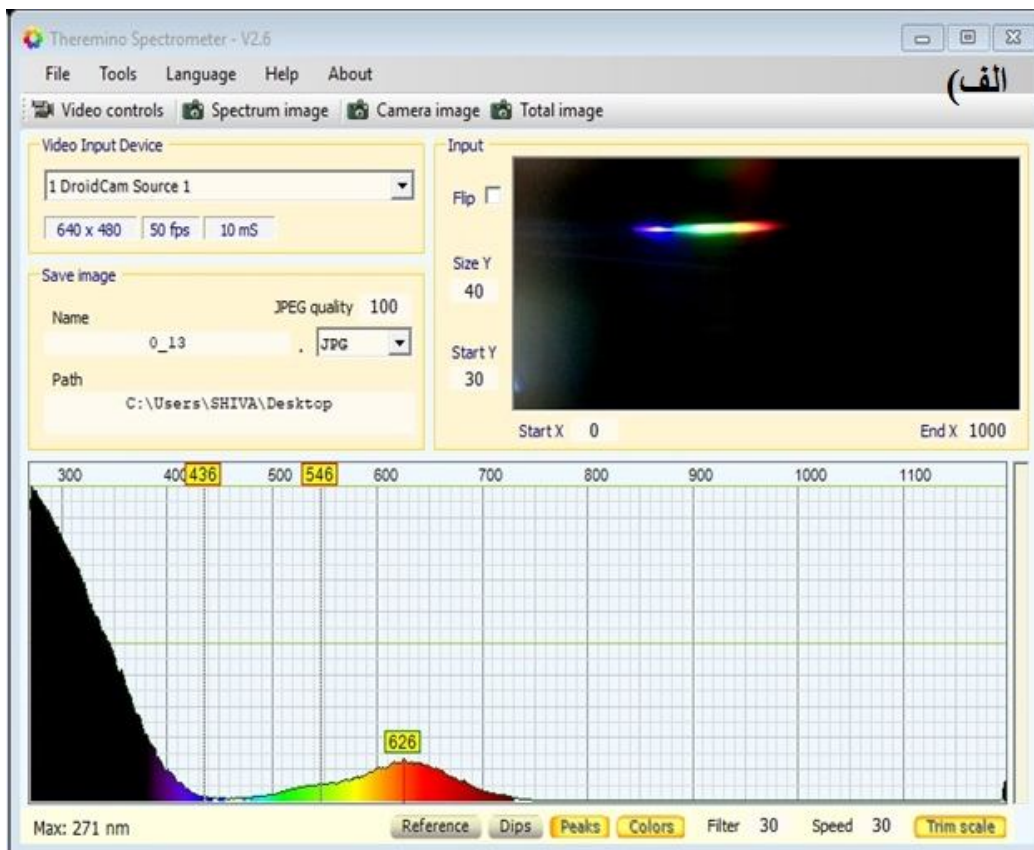 Theremino Spectrometer - V2.6
File Tools Language Help About
الف)
Video controls Spectrum image Camera image Total image
Video Input Device
1 DroidCam Source 1
640 x 480 50 fps 10 mS
Save image
Name JPEG quality 100
0_13 . JPG
Path
C:\Users\SHIVA\Desktop
Input
Flip
Size Y
40
Start Y
30
Start X 0 End X 1000
300 400 436 500 546 600 700 800 900 1000 1100
626
Max: 271 nm Reference Dips Peaks Colors Filter 30 Speed 30 Trim scale